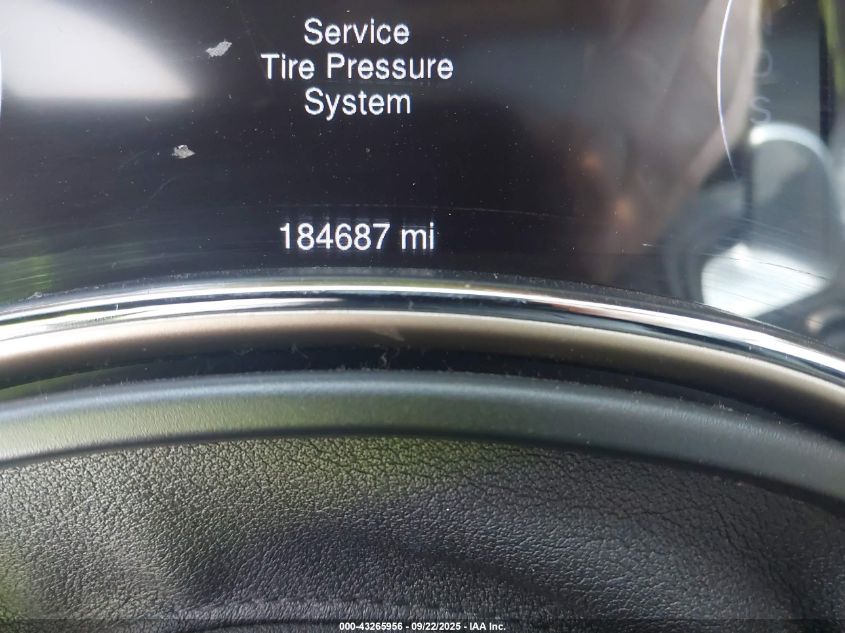 Service
Tire Pressure
System
184687 mi
D
S
000-43265956 - 09/22/2025 - IAA Inc.